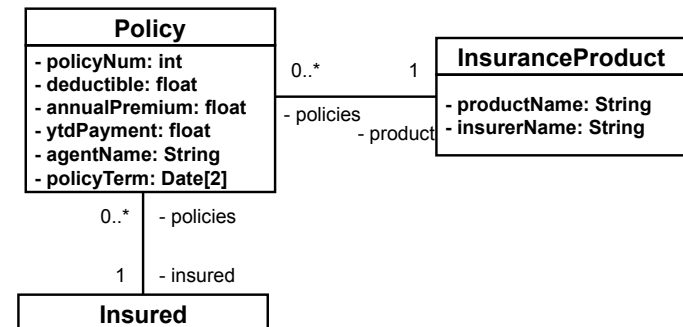 Policy
- policyNum: int
- deductible: float
- annualPremium: float
- ytdPayment: float
- agentName: String
- policyTerm: Date[2]
0..*
1
- policies
- product
InsuranceProduct
- productName: String
- insurerName: String
0..*
- policies
1
- insured
Insured